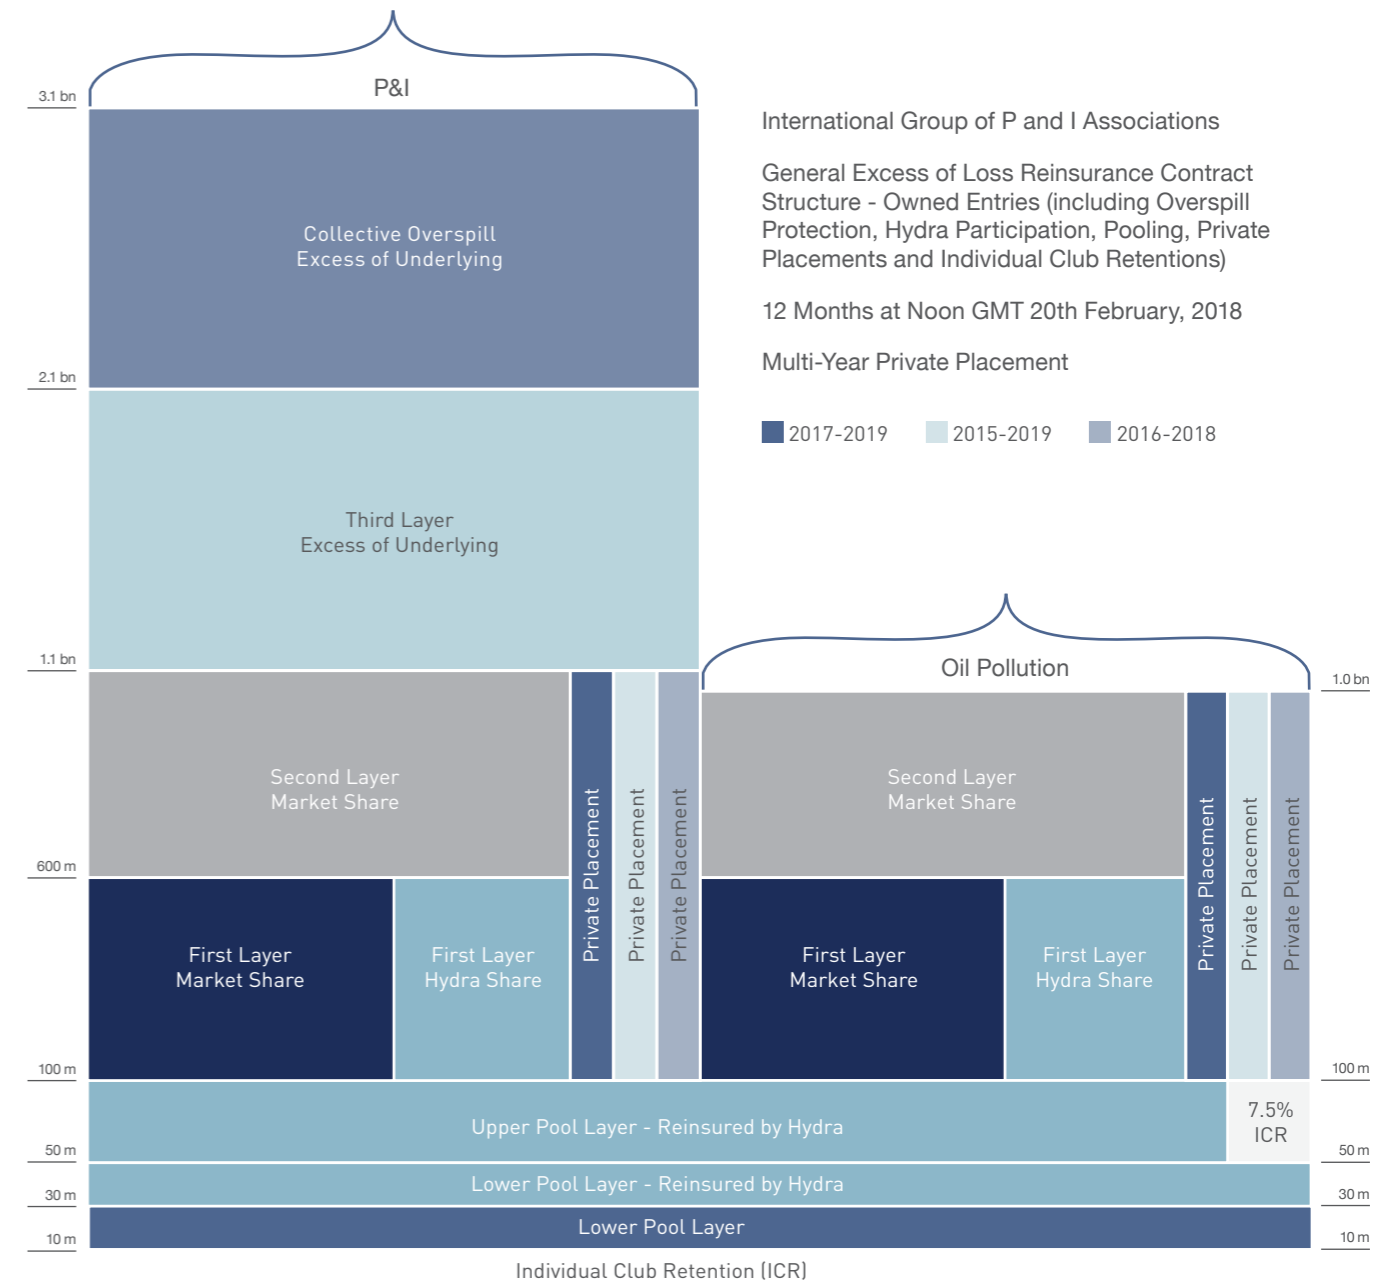 P&I
3.1 bn
International Group of P and I Associations
General Excess of Loss Reinsurance Contract
Structure - Owned Entries (including Overspill
Protection, Hydra Participation, Pooling, Private
Placements and Individual Club Retentions)
12 Months at Noon GMT 20th February, 2018
Multi-Year Private Placement
2017-2019
2015-2019
2016-2018
Collective Overspill
Excess of Underlying
2.1 bn
Third Layer
Excess of Underlying
1.1 bn
Oil Pollution
1.0 bn
Second Layer
Market Share
Private Placement
Private Placement
Private Placement
Second Layer
Market Share
Private Placement
Private Placement
Private Placement
600 m
First Layer
Market Share
First Layer
Hydra Share
First Layer
Market Share
First Layer
Hydra Share
100 m
100 m
Upper Pool Layer - Reinsured by Hydra
7.5%
ICR
50 m
50 m
Lower Pool Layer - Reinsured by Hydra
30 m
30 m
Lower Pool Layer
10 m
10 m
Individual Club Retention (ICR)